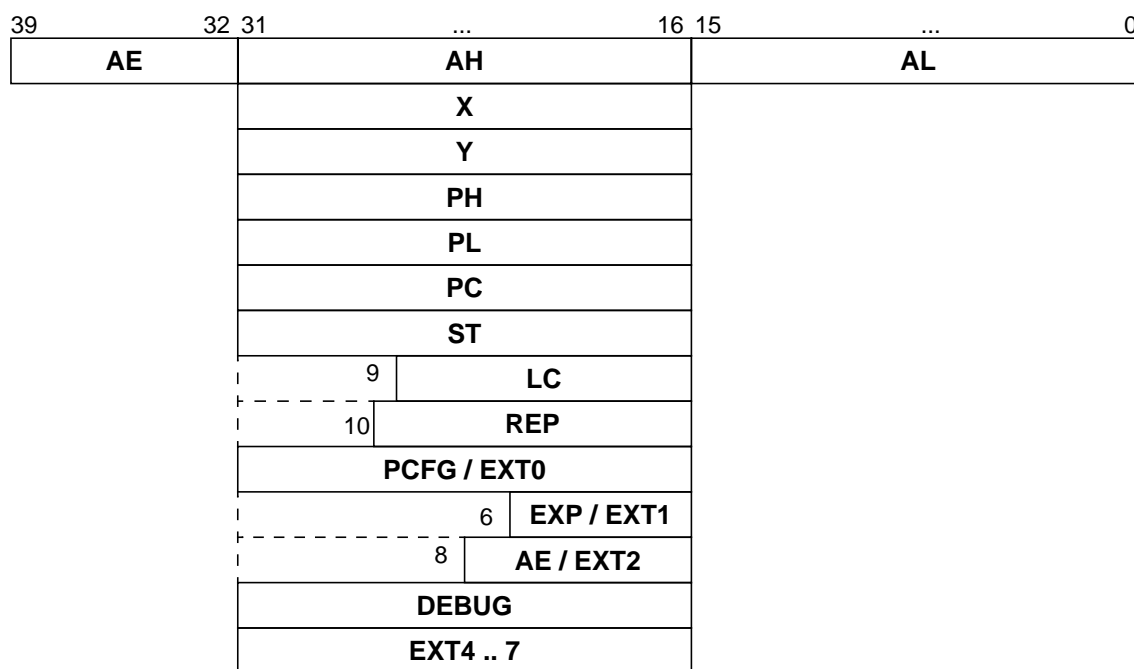 39 32 31 ... 16 15 ... 0
AE AH AL
X
Y
PH
PL
PC
ST
9 LC
10 REP
PCFG / EXT0
6 EXP / EXT1
8 AE / EXT2
DEBUG
EXT4 .. 7